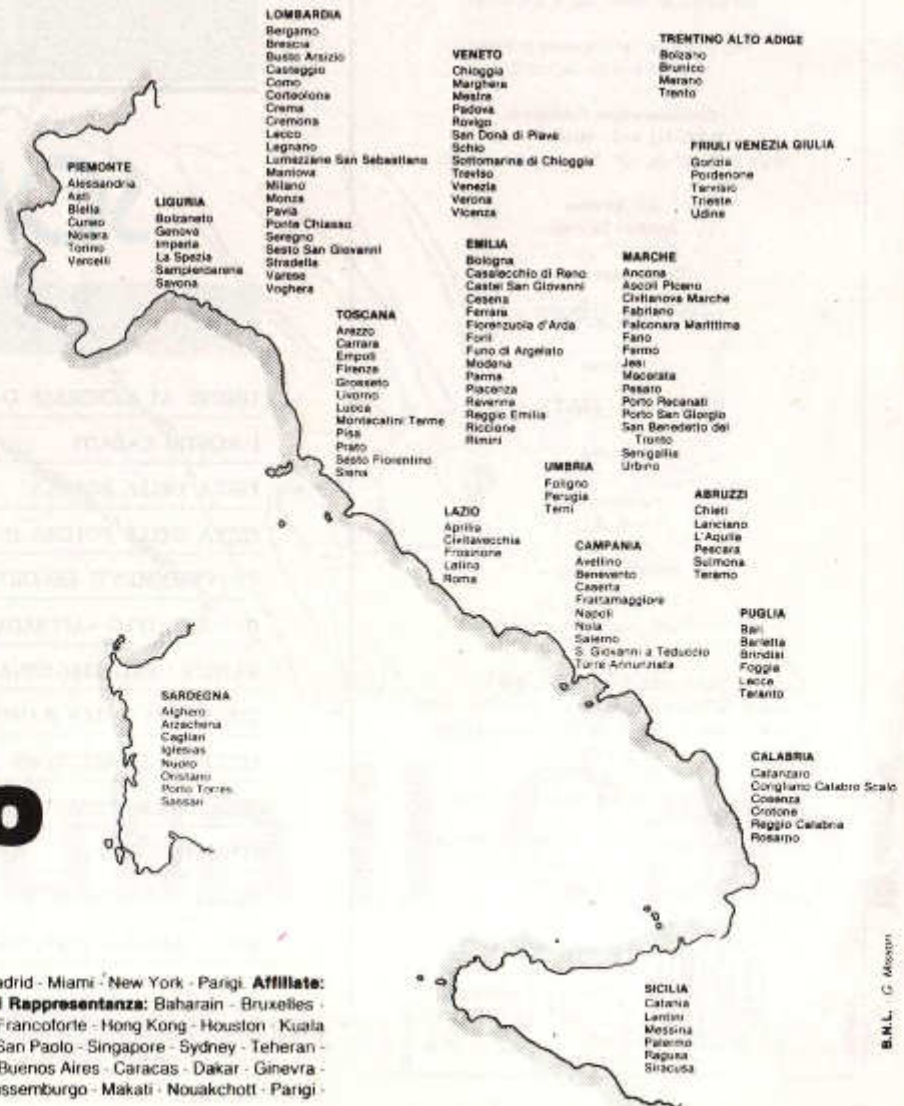 LOMBARDIA
Bergamo
Brescia
Busto Arsizio
Casteggio
Como
Corteolona
Crema
Cremona
Lecco
Legnano
Lumezzane San Sebastiano
Mantova
Milano
Monza
Pavia
Ponte Chiasso
Seregno
Sesto San Giovanni
Stradella
Varese
Voghera
VENETO
Chioggia
Marghera
Mestre
Padova
Rovigo
San Donà di Piave
Schio
Sottomarina di Chioggia
Treviso
Venezia
Verona
Vicenza
TRENTINO ALTO ADIGE
Bolzano
Brunico
Merano
Trento
FRIULI VENEZIA GIULIA
Gorizia
Pordenone
Tarvisio
Trieste
Udine
PIEMONTE
Alessandria
Asti
Biella
Cuneo
Novara
Torino
Vercelli
LIGURIA
Bolzaneto
Genova
Imperia
La Spezia
Sampierdarena
Savona
EMILIA
Bologna
Casalecchio di Reno
Castel San Giovanni
Cesena
Ferrara
Fiorenzuola d'Arda
Forlì
Funo di Argelato
Modena
Parma
Piacenza
Ravenna
Reggio Emilia
Riccione
Rimini
MARCHE
Ancona
Ascoli Piceno
Civitanova Marche
Fabriano
Falconara Marittima
Fano
Fermo
Jesi
Macerata
Pesaro
Porto Recanati
Porto San Giorgio
San Benedetto del
Tronto
Senigallia
Urbino
TOSCANA
Arezzo
Carrara
Empoli
Firenze
Grosseto
Livorno
Lucca
Montecatini Terme
Pisa
Prato
Sesto Fiorentino
Siena
UMBRIA
Foligno
Perugia
Terni
LAZIO
Aprilia
Civitavecchia
Frosinone
Latina
Roma
ABRUZZI
Chieti
Lanciano
L'Aquila
Pescara
Sulmona
Teramo
CAMPANIA
Avellino
Benevento
Caserta
Frattamaggiore
Napoli
Nola
Salerno
S. Giovanni a Teduccio
Torre Annunziata
PUGLIA
Bari
Barletta
Brindisi
Foggia
Lecce
Taranto
SARDEGNA
Alghero
Arzachena
Cagliari
Iglesias
Nuoro
Oristano
Porto Torres
Sassari
CALABRIA
Catanzaro
Corigliano Calabro Scalo
Cosenza
Crotone
Reggio Calabria
Rosarno
SICILIA
Catania
Lentini
Messina
Palermo
Ragusa
Siracusa
o
adrid - Miami - New York - Parigi. Affiliate:
i Rappresentanza: Baharain - Bruxelles -
Francoforte - Hong Kong - Houston - Kuala
San Paolo - Singapore - Sydney - Teheran -
Buenos Aires - Caracas - Dakar - Ginevra -
ssemburgo - Makati - Nouakchott - Parigi -
B.N.L.